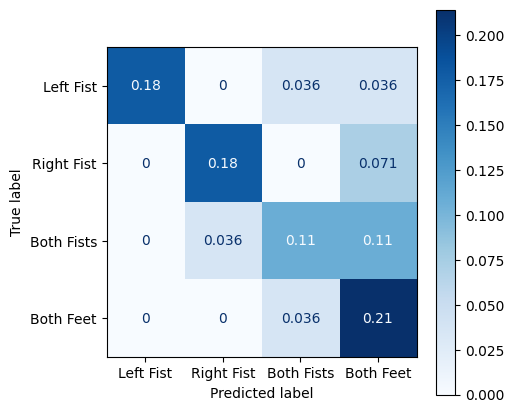 Left Fist 0.18 0 0.036 0.036
Right Fist 0 0.18 0 0.071
Both Fists 0 0.036 0.11 0.11
Both Feet 0 0 0.036 0.21
Left Fist Right Fist Both Fists Both Feet
Predicted label
True label
0.200
0.175
0.150
0.125
0.100
0.075
0.050
0.025
0.000